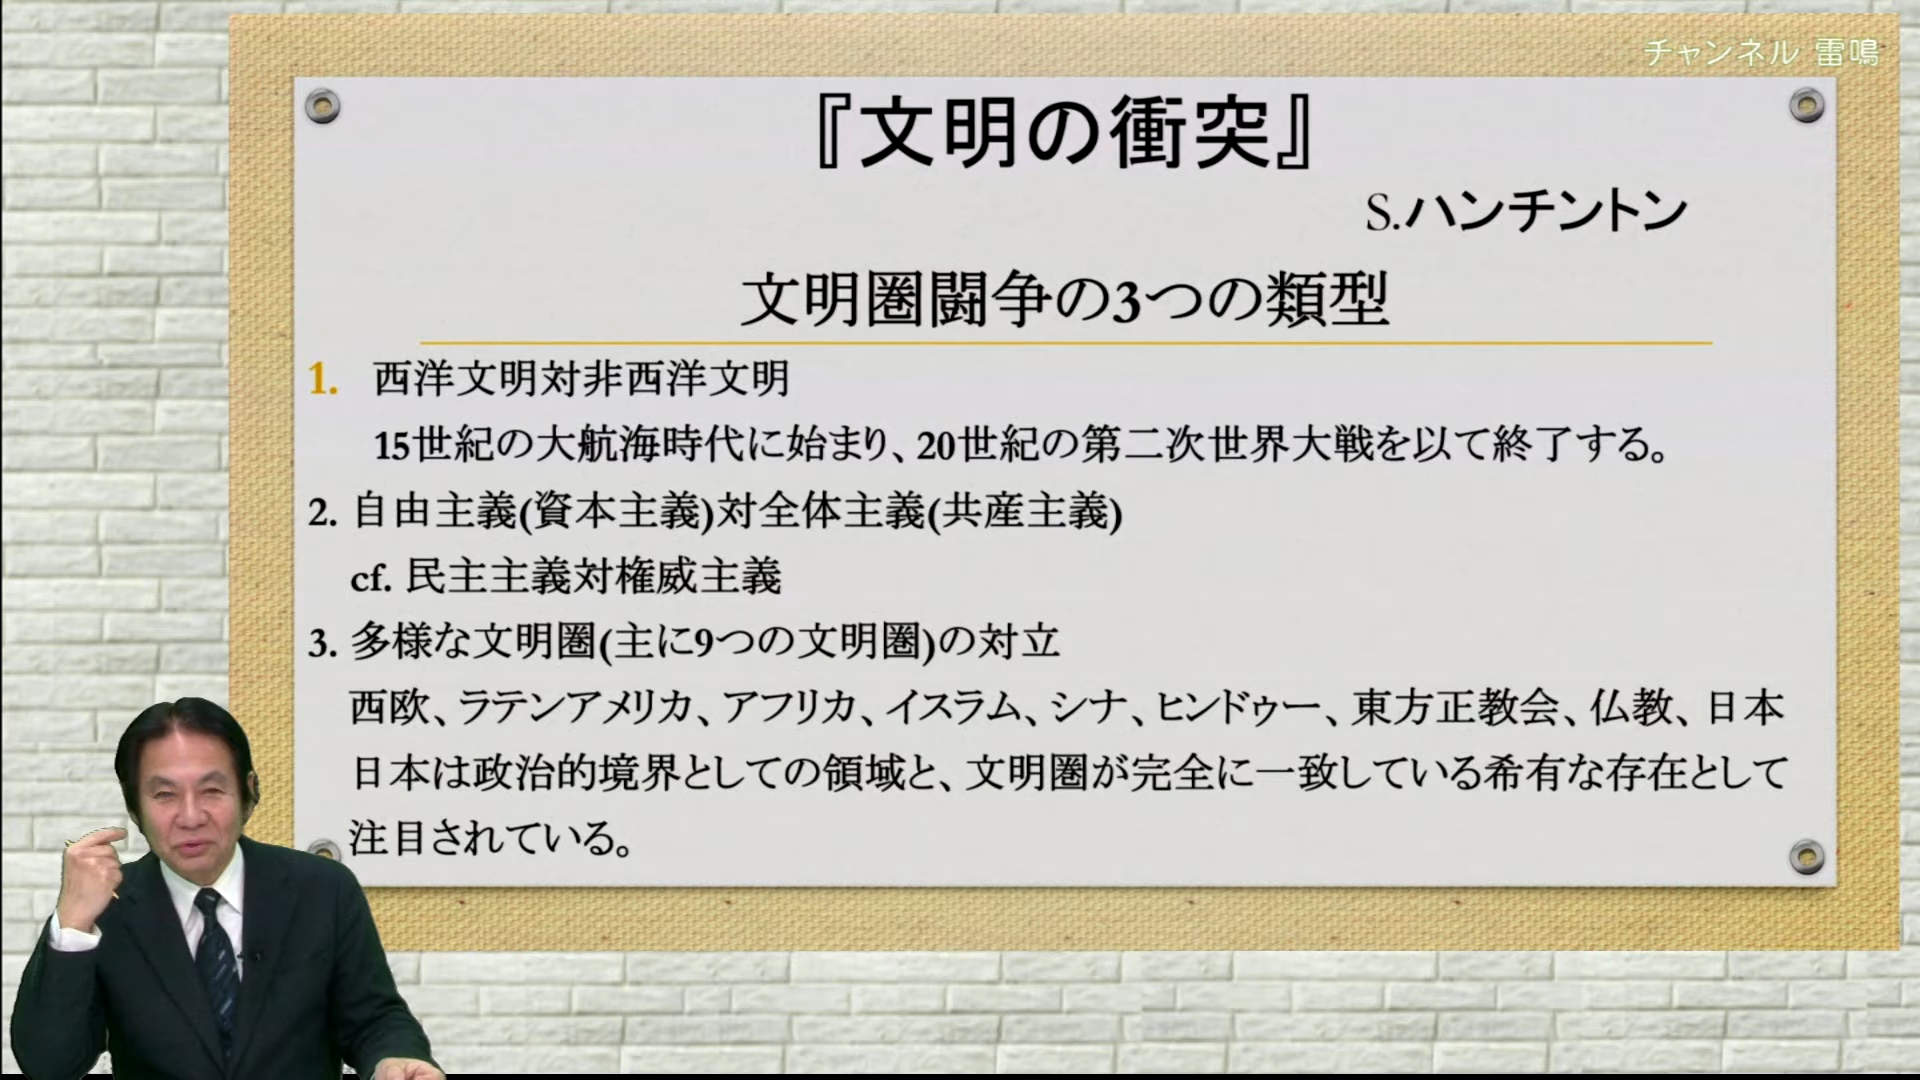 チャンネル 雷鳴
『文明の衝突』
S.ハンチントン
文明圏闘争の3つの類型
1. 西洋文明対非西洋文明
15世紀の大航海時代に始まり、20世紀の第二次世界大戦を以て終了する。
2. 自由主義(資本主義)対全体主義(共産主義)
cf. 民主主義対権威主義
3. 多様な文明圏(主に9つの文明圏)の対立
西欧、ラテンアメリカ、アフリカ、イスラム、シナ、ヒンドゥー、東方正教会、仏教、日本
日本は政治的境界としての領域と、文明圏が完全に一致している希有な存在として
注目されている。